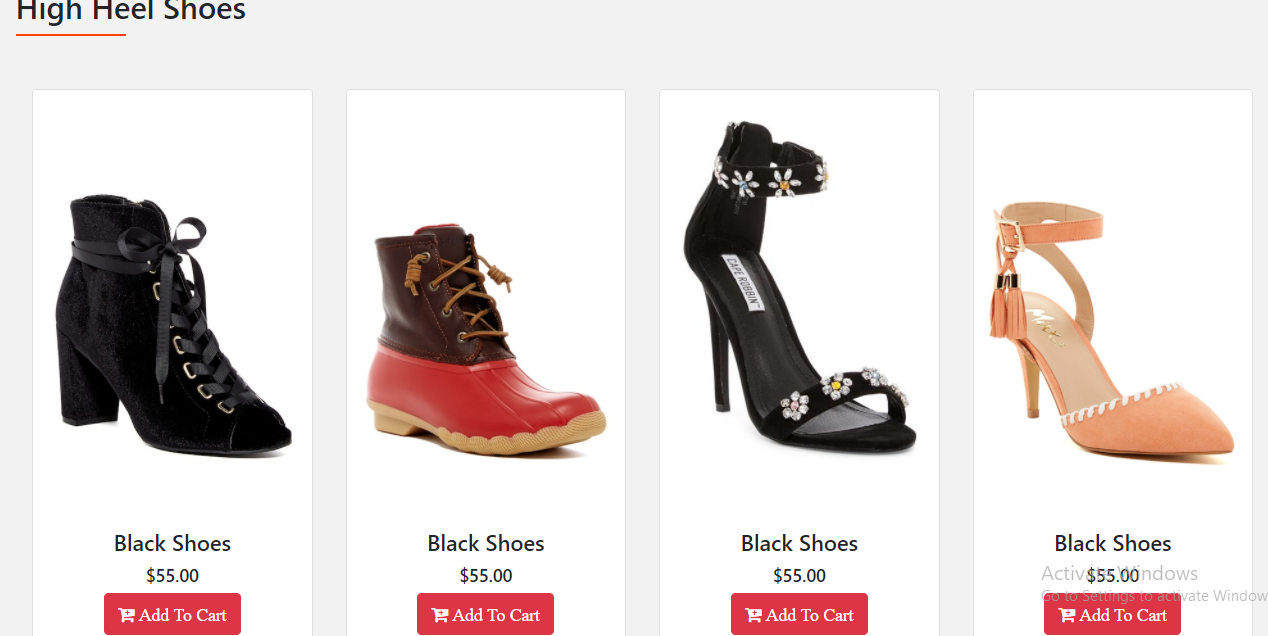 High Heel Shoes
CAPE ROBBIN
Black Shoes
$55.00
Add To Cart
Black Shoes
$55.00
Add To Cart
Black Shoes
$55.00
Add To Cart
Black Shoes
$55.00
Add To Cart
Activate Windows
Go to Settings to activate Window